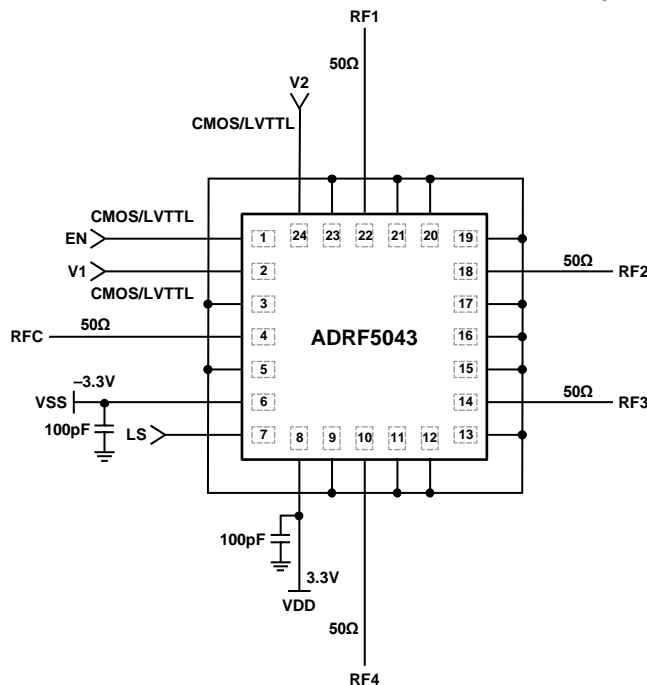 RF1
50Ω
V2
CMOS/LVTTL
CMOS/LVTTL
EN
V1
CMOS/LVTTL
RFC
50Ω
–3.3V
VSS
100pF
LS
24
23
22
21
20
1
2
3
4
5
6
7
ADRF5043
19
18
17
16
15
14
13
8
9
10
11
12
50Ω
RF2
50Ω
RF3
100pF
3.3V
VDD
50Ω
RF4